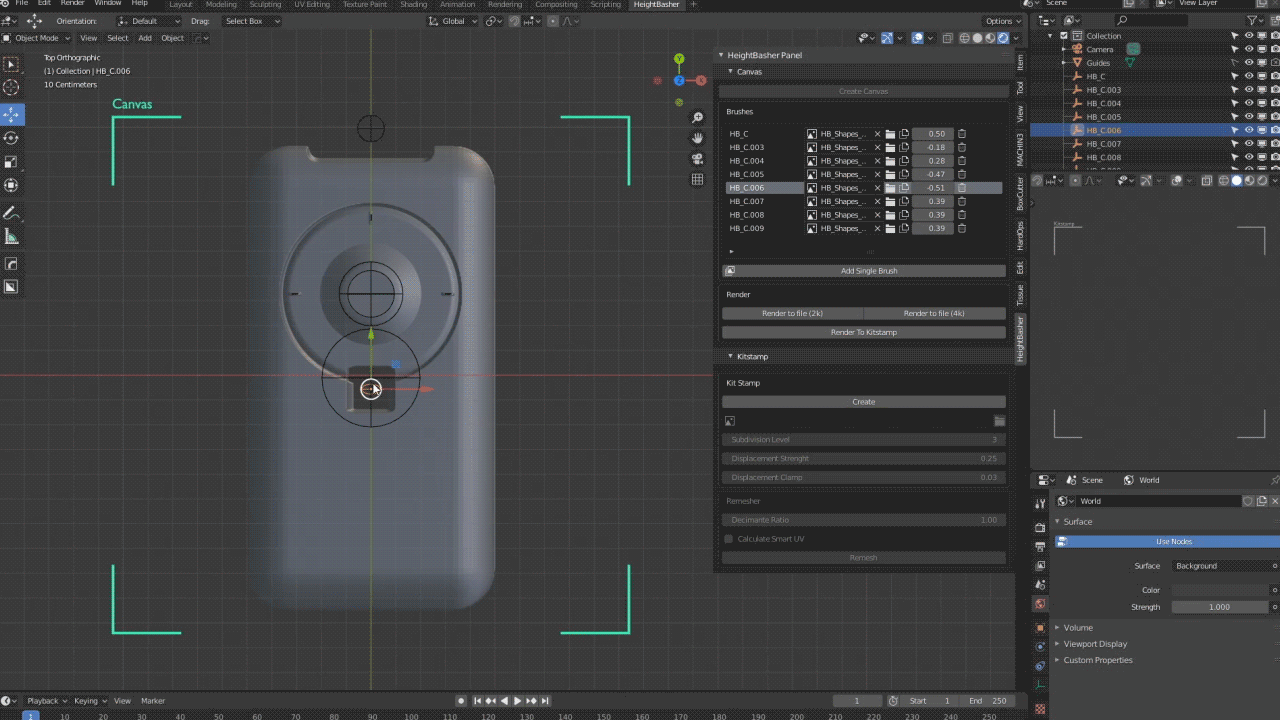 File Edit Render Window Help Layout Modeling Sculpting UV Editing Texture Paint Shading Animation Rendering Compositing Scripting HeightBasher Scene View Layer
Orientation: Default Drag: Select Box Global Options
Object Mode View Select Add Object
Top Orthographic
(1) Collection | HB_C.006
10 Centimeters
Canvas
Y
Z
X
HeightBasher Panel
Canvas
Create Canvas
Brushes
HB_C HB_Shapes_... 0.50
HB_C.003 HB_Shapes_... -0.18
HB_C.004 HB_Shapes_... 0.28
HB_C.005 HB_Shapes_... -0.47
HB_C.006 HB_Shapes_... -0.51
HB_C.007 HB_Shapes_... 0.39
HB_C.008 HB_Shapes_... 0.39
HB_C.009 HB_Shapes_... 0.39
Add Single Brush
Render
Render to file (2k) Render to file (4k)
Render To Kitstamp
Kitstamp
Kit Stamp
Create
Subdivision Level 3
Displacement Strenght 0.25
Displacement Clamp 0.03
Remesher
Decimante Ratio 1.00
Calculate Smart UV
Remesh
Item
Tool
View
MACHIN3
BoxCutter
HardOps
Edit
Tissue
HeightBasher
Collection
Camera
Guides
HB_C
HB_C.003
HB_C.004
HB_C.005
HB_C.006
HB_C.007
HB_C.008
Kitstamp
Scene World
World
Surface
Use Nodes
Surface Background
Color
Strength 1.000
Volume
Viewport Display
Custom Properties
Playback Keying View Marker 1 Start 1 End 250
1 10 20 30 40 50 60 70 80 90 100 110 120 130 140 150 160 170 180 190 200 210 220 230 240 250